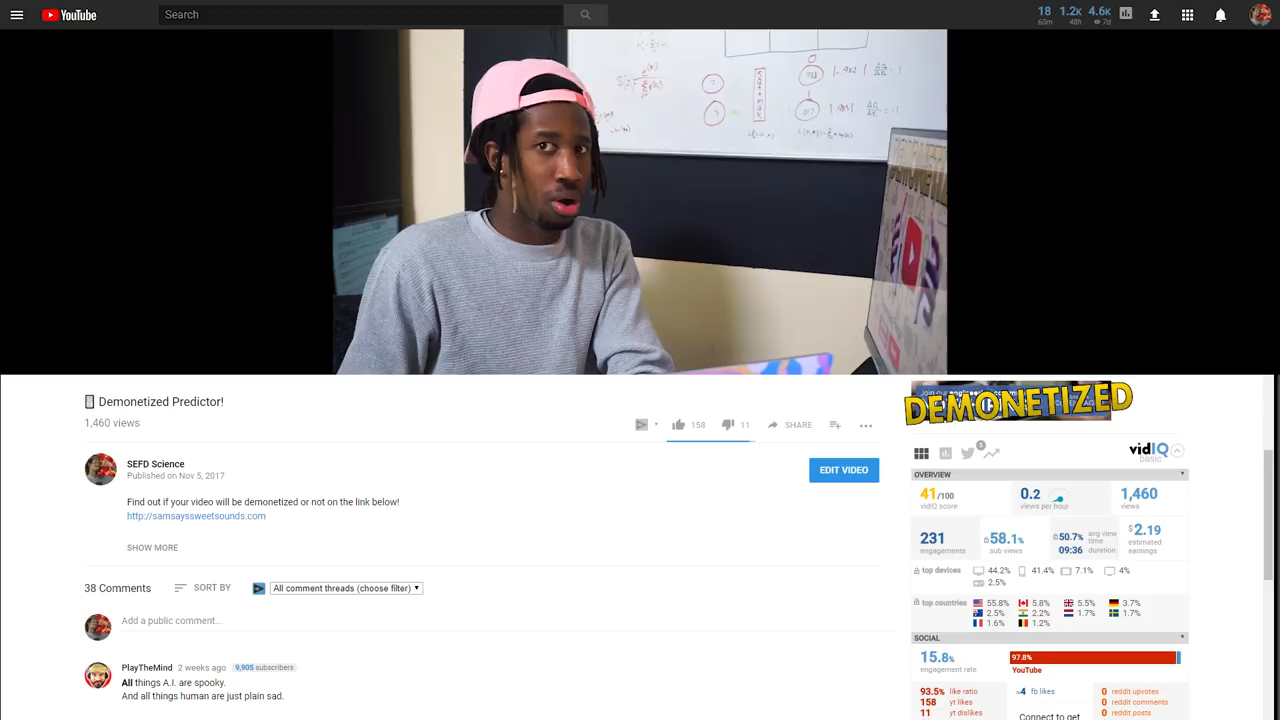 YouTube
Search
18 1.2K 4.6K
60m 48h 7d
DEMONETIZED
Demonetized Predictor!
1,460 views
158 11 SHARE
SEFD Science
Published on Nov 5, 2017
EDIT VIDEO
Find out if your video will be demonetized or not on the link below!
http://samsayssweetsounds.com
SHOW MORE
38 Comments SORT BY All comment threads (choose filter)
Add a public comment...
PlayTheMind 2 weeks ago 9,905 subscribers
All things A.I. are spooky.
And all things human are just plain sad.
Join our
DEMONETIZED
5
vidIQ
basic
OVERVIEW
41/100 0.2 1,460
vidIQ score views per hour views
231 58.1% 50.7% avg view time $2.19
engagements sub views 09:36 duration estimated earnings
top devices 44.2% 41.4% 7.1% 4%
2.5%
top countries 55.8% 5.8% 5.5% 3.7%
2.5% 2.2% 1.7% 1.7%
1.6% 1.2%
SOCIAL
15.8% 97.8%
engagement rate YouTube
93.5% like ratio 4 fb likes 0 reddit upvotes
158 yt likes 0 reddit comments
11 yt dislikes Connect to get 0 reddit posts